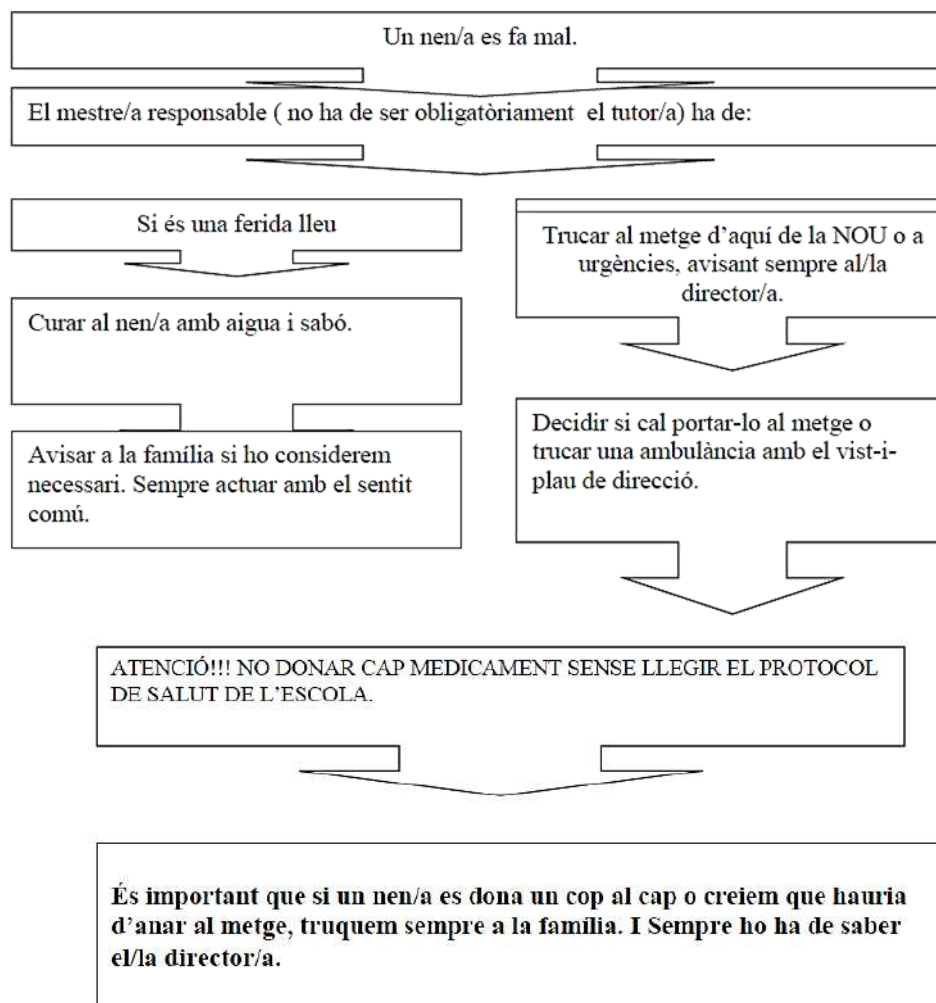 Un nen/a es fa mal.
El mestre/a responsable ( no ha de ser obligatòriament el tutor/a) ha de:
Si és una ferida lleu
Curar al nen/a amb aigua i sabó.
Avisar a la família si ho considerem
necessari. Sempre actuar amb el sentit
comú.
Trucar al metge d’aquí de la NOU o a
urgències, avisant sempre al/la
director/a.
Decidir si cal portar-lo al metge o
trucar una ambulància amb el vist-i-
plau de direcció.
ATENCIÓ!!! NO DONAR CAP MEDICAMENT SENSE LLEGIR EL PROTOCOL
DE SALUT DE L’ESCOLA.
És important que si un nen/a es dona un cop al cap o creiem que hauria
d’anar al metge, truquem sempre a la família. I Sempre ho ha de saber
el/la director/a.